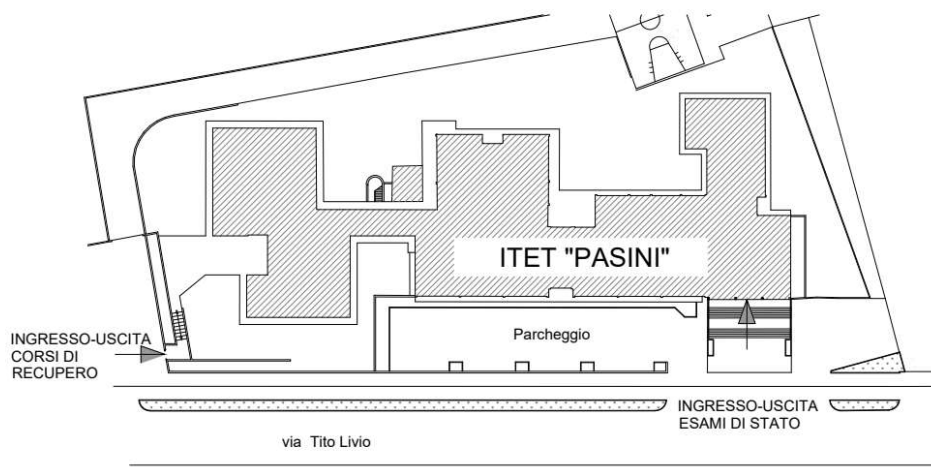 ITET "PASINI"
Parcheggio
INGRESSO-USCITA
CORSI DI
RECUPERO
INGRESSO-USCITA
ESAMI DI STATO
via Tito Livio